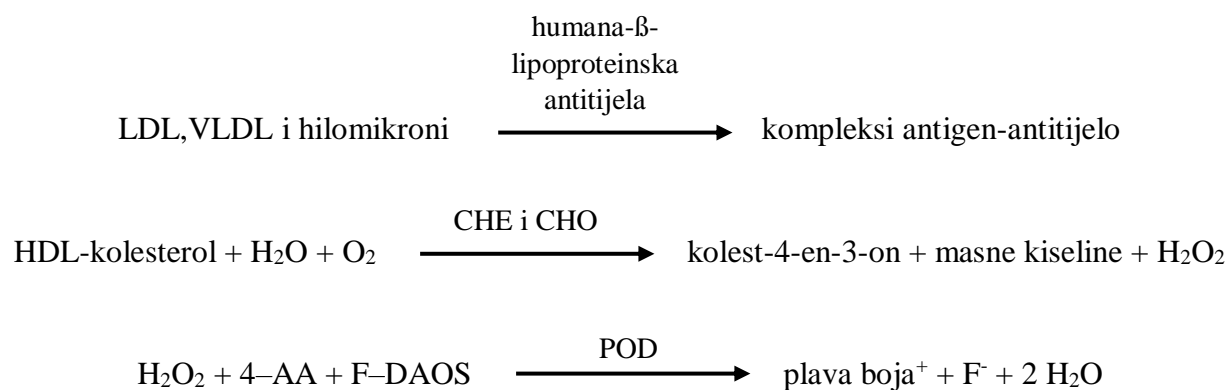 humana-ß-
lipoproteinska
antitijela
LDL,VLDL i hilomikroni kompleksi antigen-antitijelo
CHE i CHO
HDL-kolesterol + H₂O + O₂ kolest-4-en-3-on + masne kiseline + H₂O₂
POD
H₂O₂ + 4–AA + F–DAOS plava boja⁺ + F⁻ + 2 H₂O